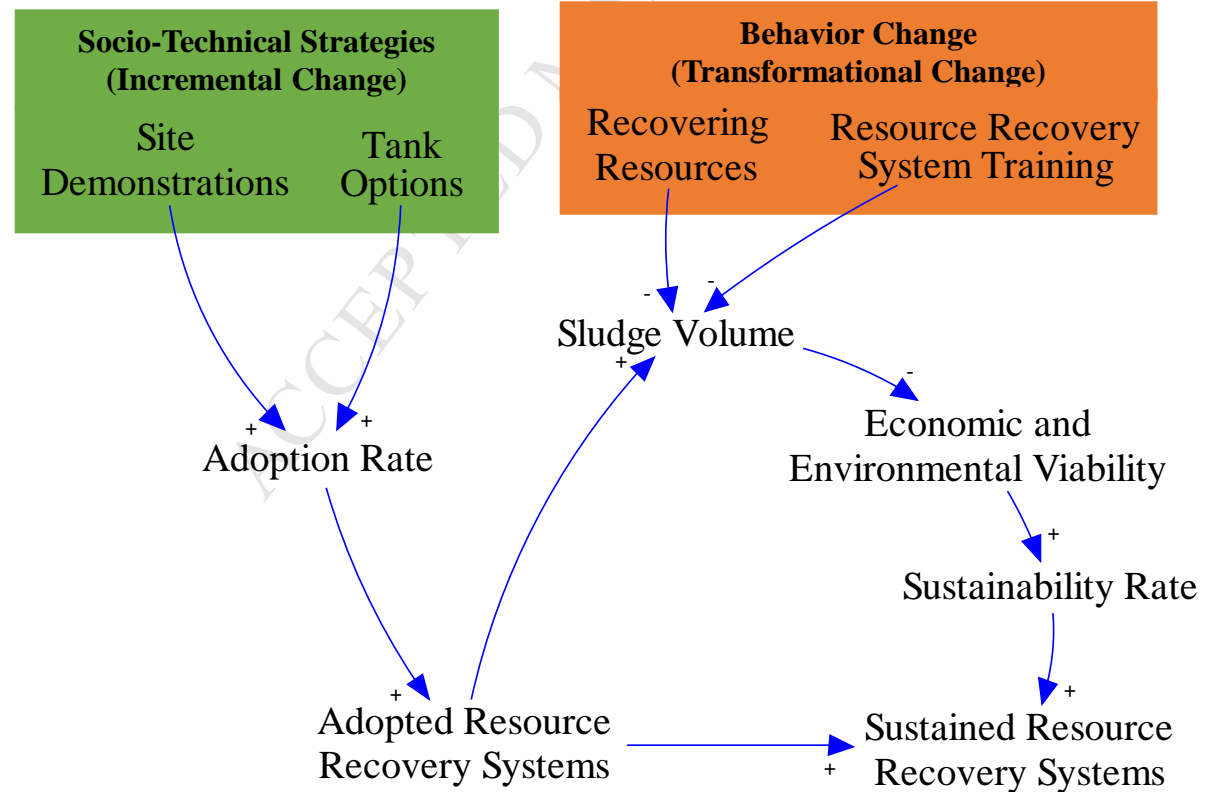 Socio-Technical Strategies
(Incremental Change)
Site
Demonstrations
Tank
Options
Behavior Change
(Transformational Change)
Recovering
Resources
Resource Recovery
System Training
ACCEPTED M
-
-
Sludge Volume
+
-
+
+
Adoption Rate
Economic and
Environmental Viability
+
Sustainability Rate
+
Adopted Resource
Recovery Systems
+
+
Sustained Resource
Recovery Systems